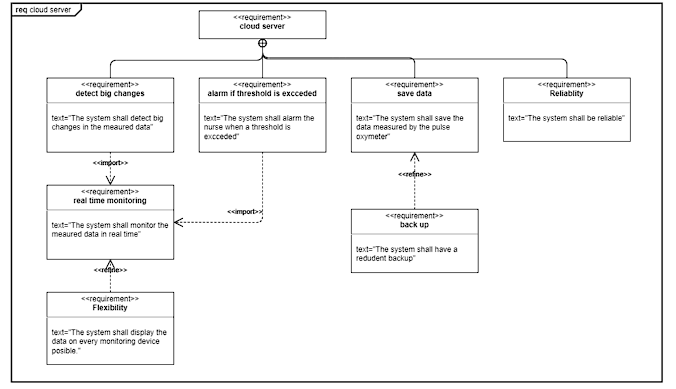 req cloud server
<<requirement>>
cloud server
<<requirement>>
detect big changes
text="The system shall detect big
changes in the meaured data"
<<requirement>>
alarm if threshold is excceded
text="The system shall alarm the
nurse when a threshold is
excceded"
<<requirement>>
save data
text="The system shall save the
data measured by the pulse
oxymeter"
<<requirement>>
Reliablity
text="The system shall be reliable"
<<import>>
<<refine>>
<<requirement>>
real time monitoring
text="The system shall monitor the
meaured data in real time"
<<import>>
<<requirement>>
back up
text="The system shall have a
redudent backup"
<<refine>>
<<requirement>>
Flexibility
text="The system shall display the
data on every monitoring device
posible."